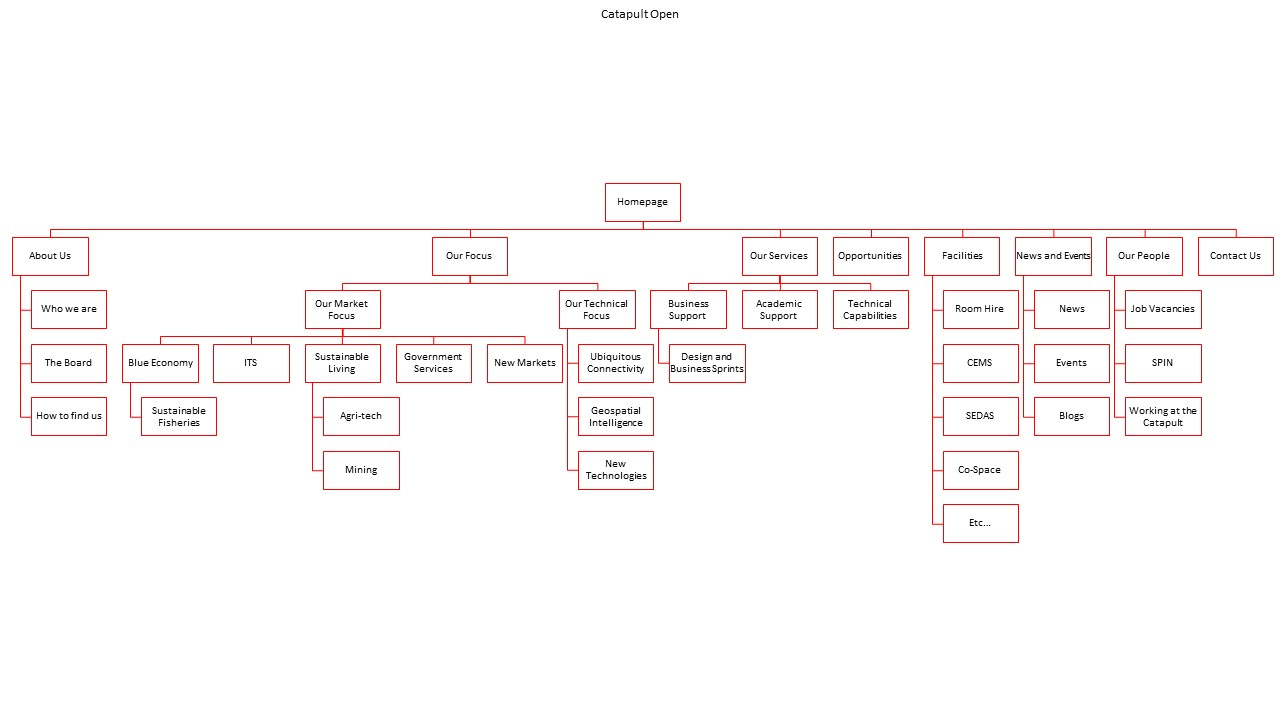 Catapult Open
Homepage
About Us
Our Focus
Our Services
Opportunities
Facilities
News and Events
Our People
Contact Us
Who we are
Our Market
Focus
Our Technical
Focus
Business
Support
Academic
Support
Technical
Capabilities
Room Hire
News
Job Vacancies
The Board
Blue Economy
ITS
Sustainable
Living
Government
Services
New Markets
Ubiquitous
Connectivity
Design and
Business Sprints
CEMS
Events
SPIN
How to find us
Sustainable
Fisheries
Agri-tech
Geospatial
Intelligence
SEDAS
Blogs
Working at the
Catapult
Mining
New
Technologies
Co-Space
Etc...